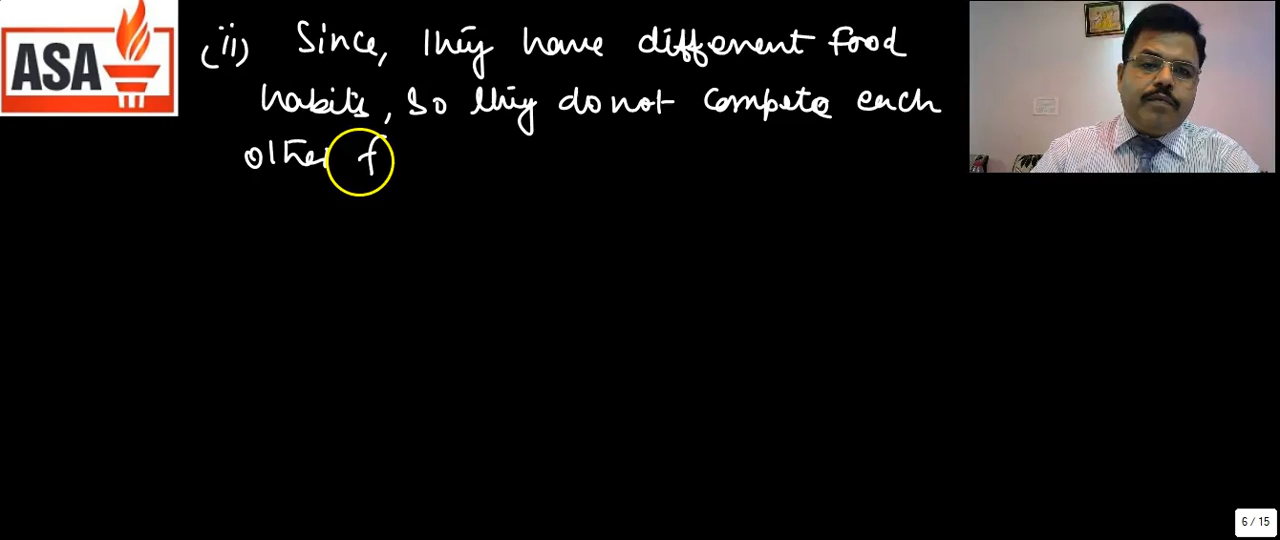 ASA
(ii) Since, they have different food
habits, so they do not compete each
other f
6 / 15